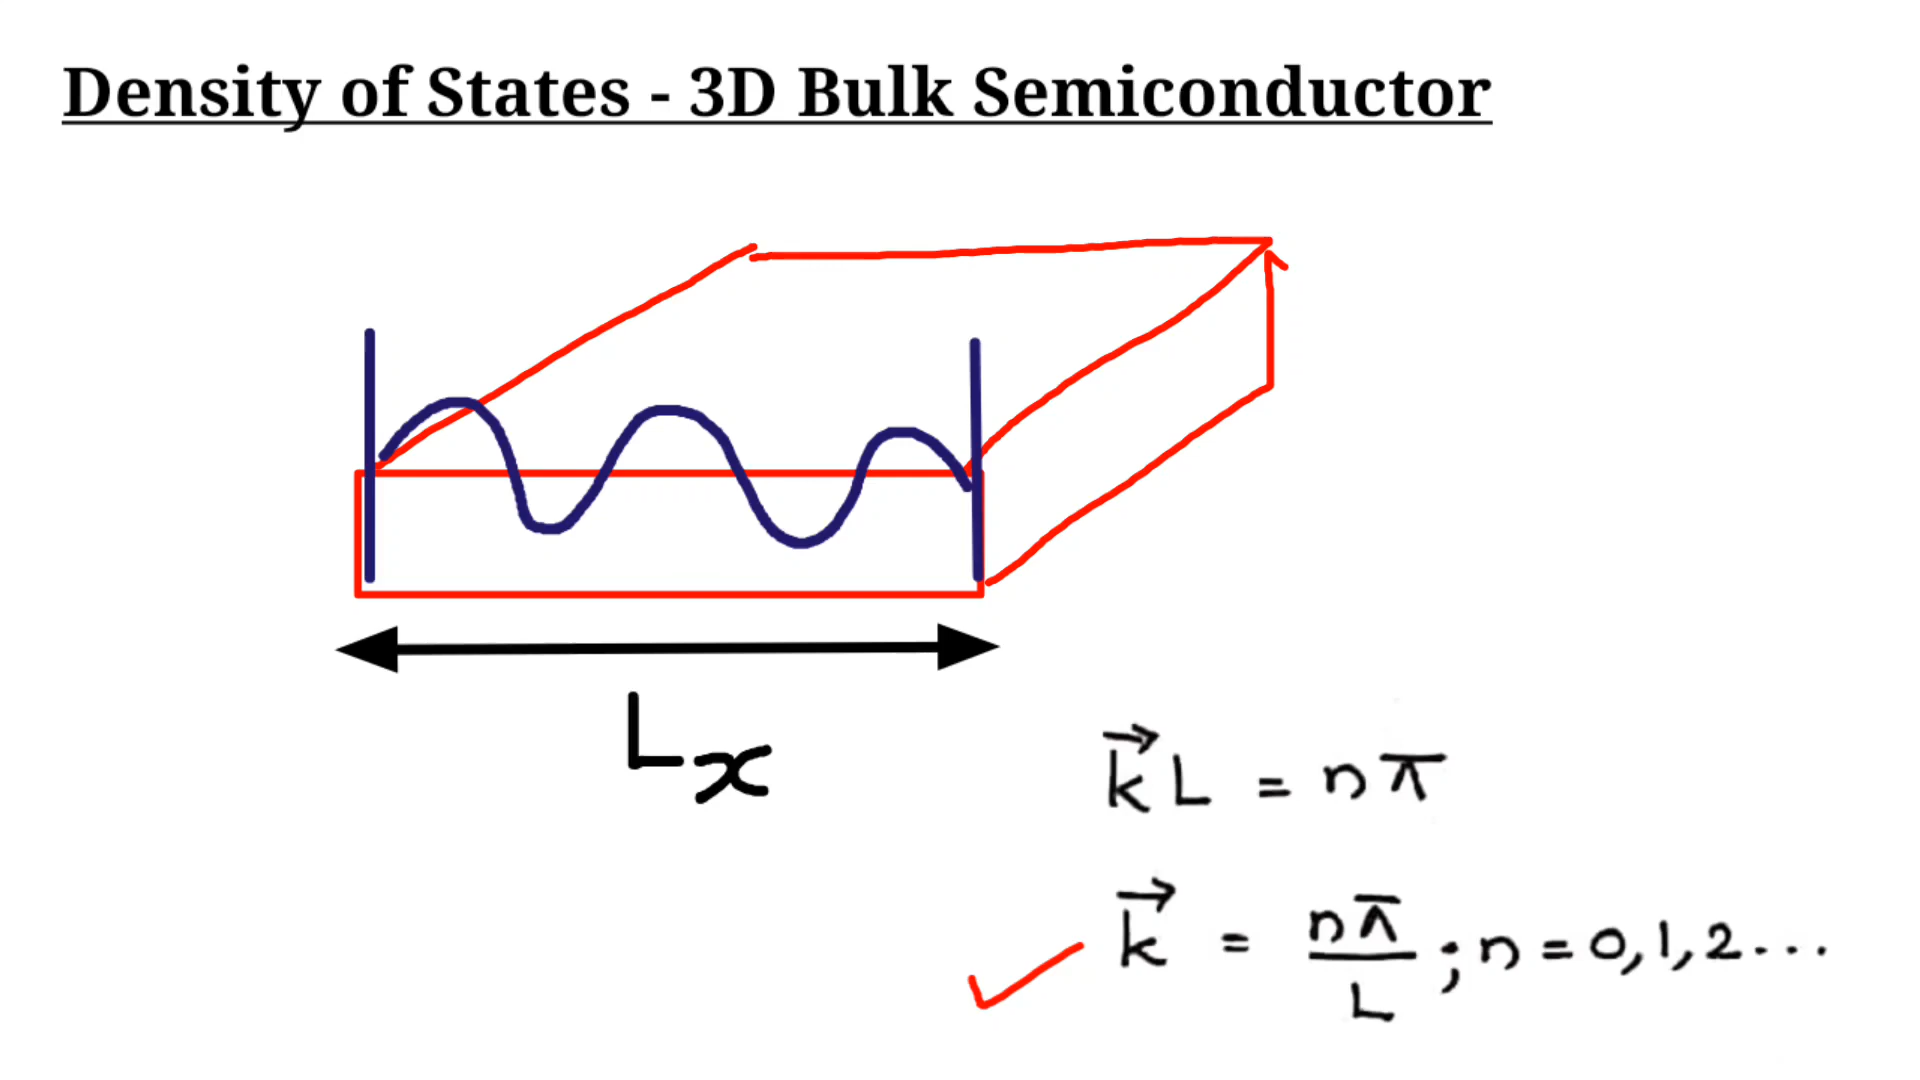 Density of States - 3D Bulk Semiconductor
Lx
k⃗ L = nπ
k⃗ = nπ/L ; n = 0, 1, 2 ...